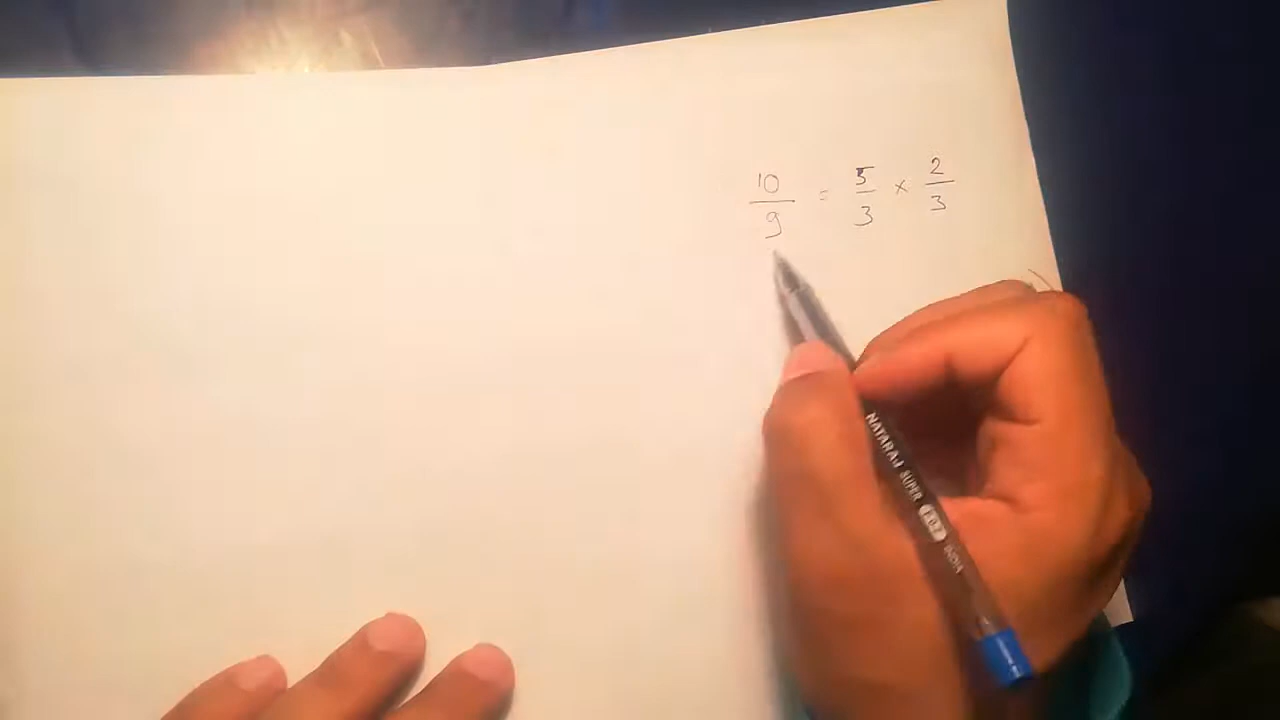 10/9 = 5/3 × 2/3
NATARAJ SUPER